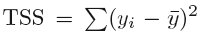 TSS = ∑(yᵢ − ȳ)²